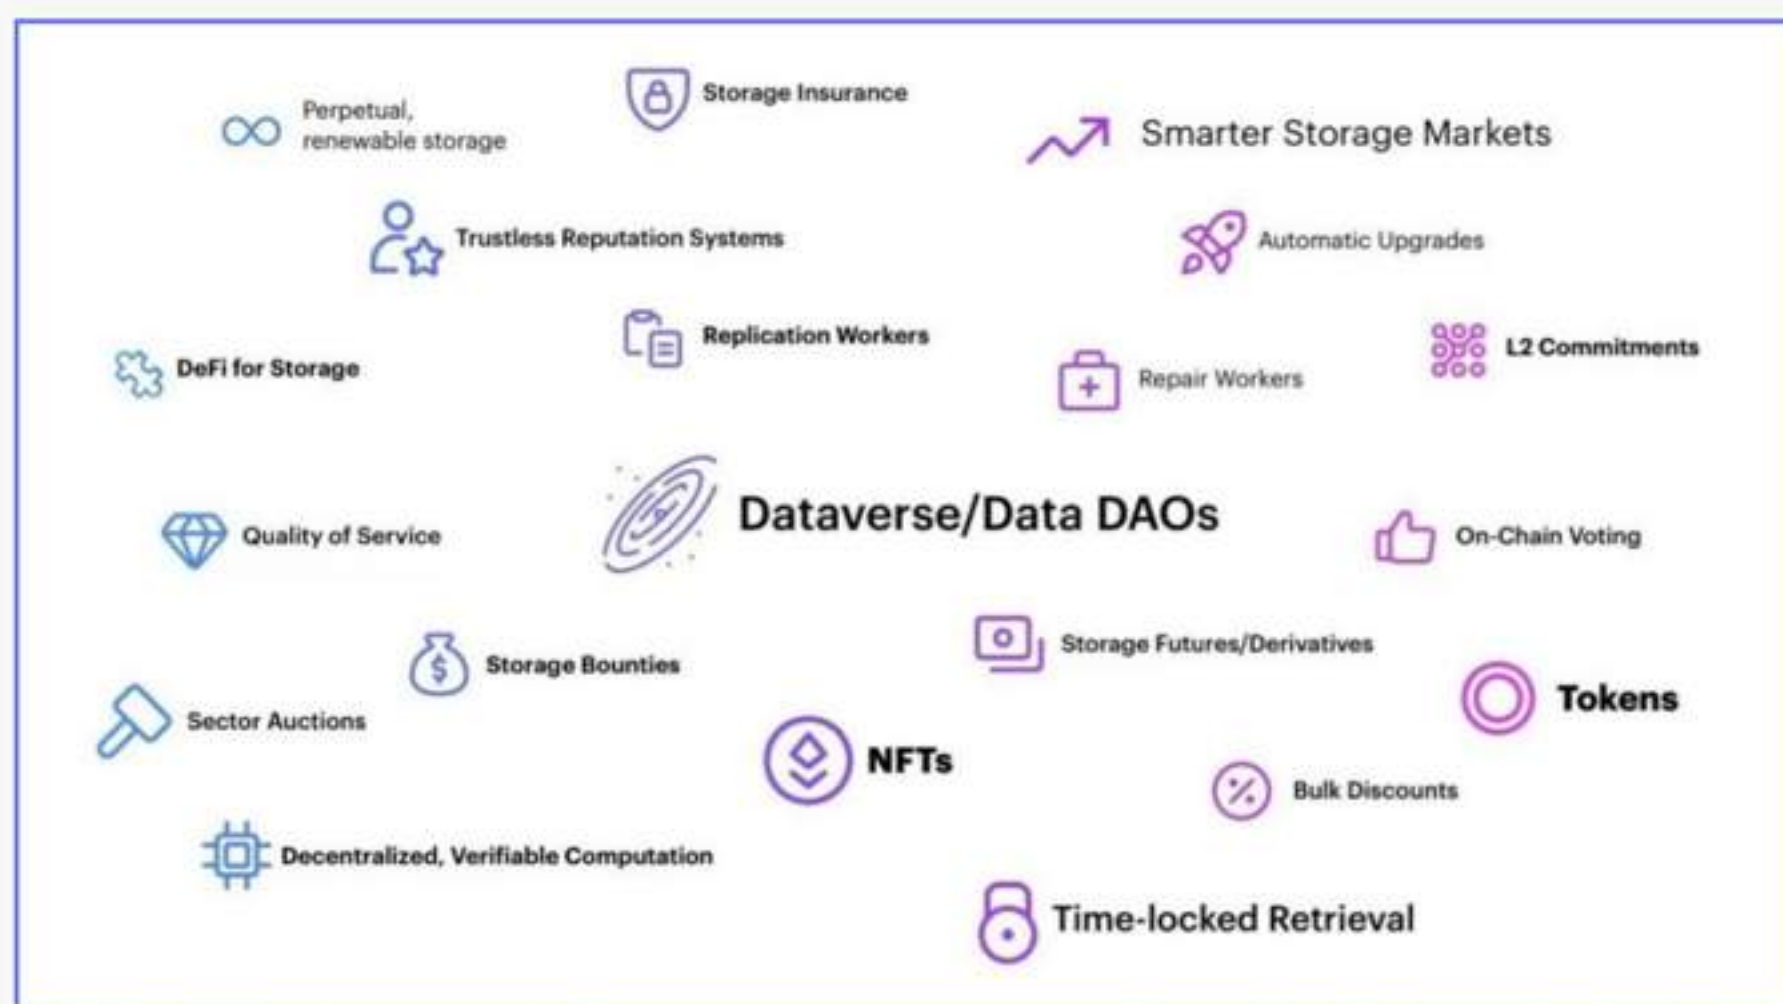 Perpetual,
renewable storage
Storage Insurance
Smarter Storage Markets
Trustless Reputation Systems
Automatic Upgrades
DeFi for Storage
Replication Workers
Repair Workers
L2 Commitments
Quality of Service
Dataverse/Data DAOs
On-Chain Voting
Storage Bounties
Storage Futures/Derivatives
Sector Auctions
NFTs
Tokens
Bulk Discounts
Decentralized, Verifiable Computation
Time-locked Retrieval